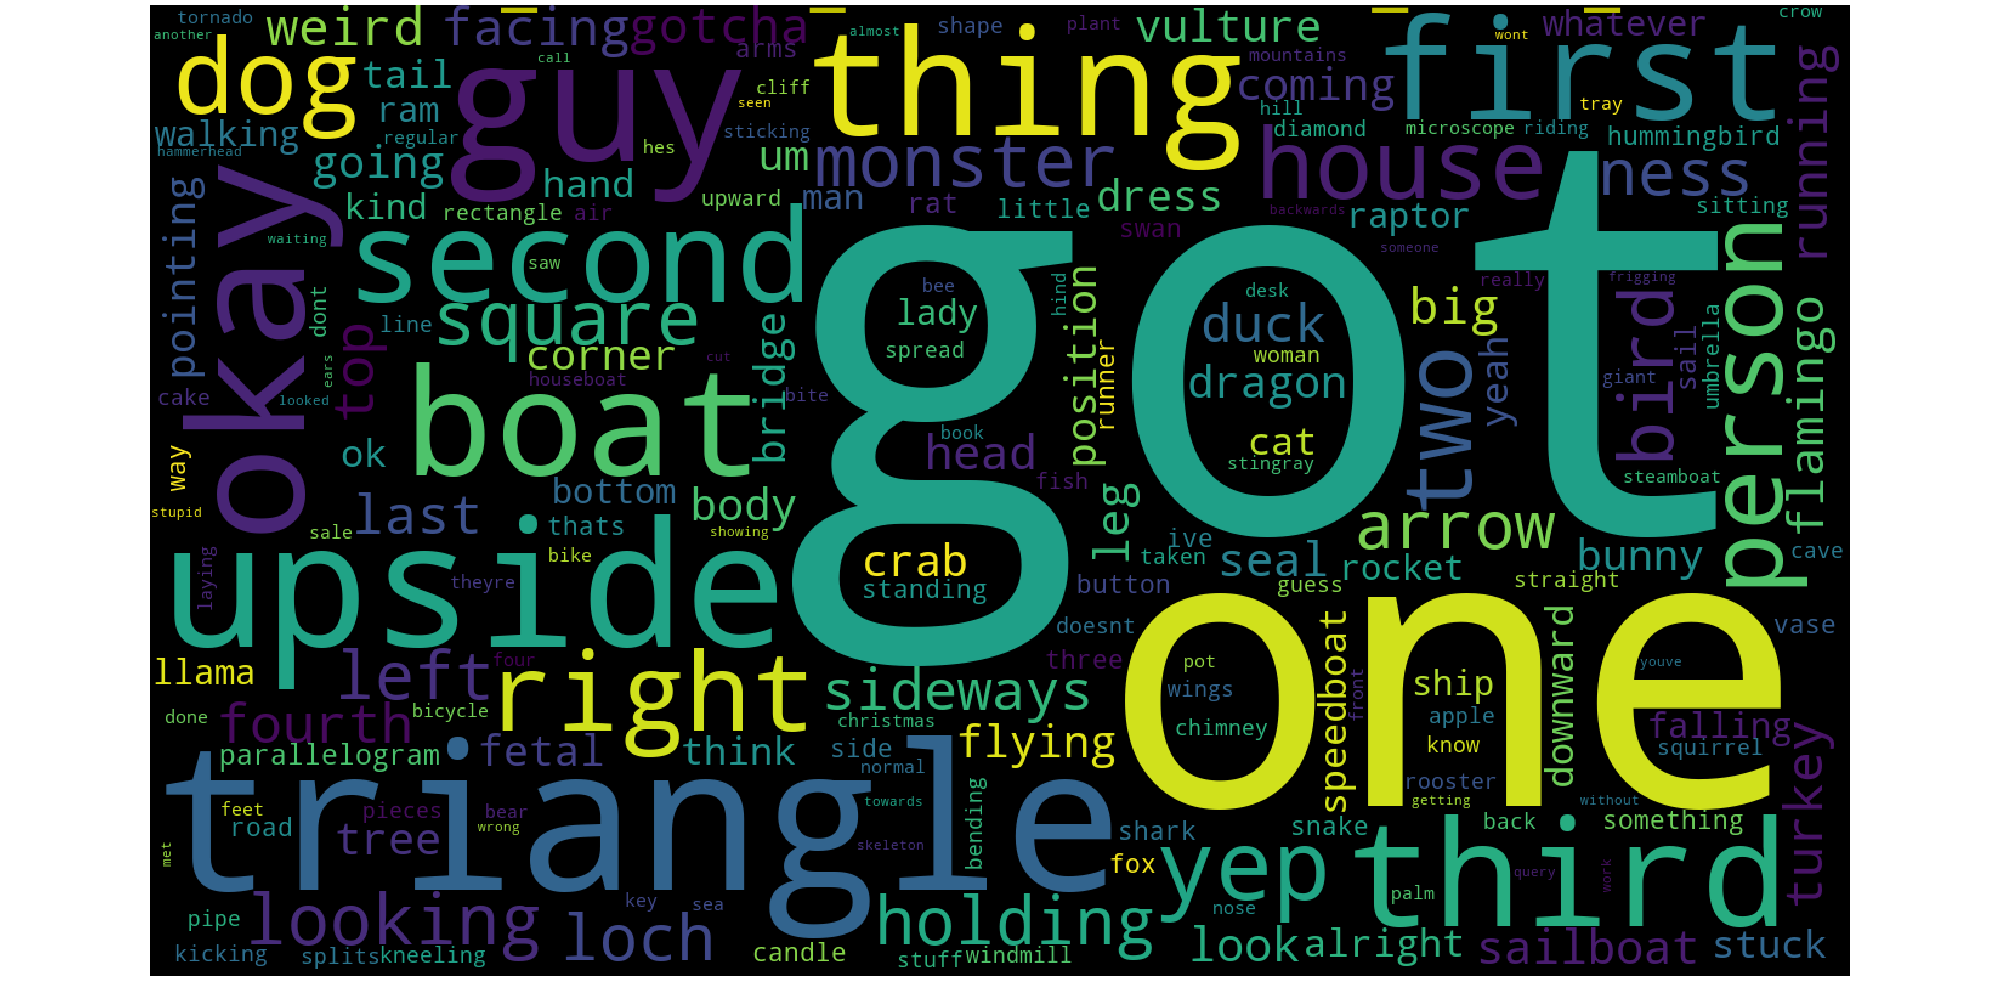 tornado
weird
facing
gotcha
almost
shape
plant
vulture
first
wont
whatever
crow
another
dog
tail
guy
call
arms
thing
mountains
coming
running
cliff
seen
hill
tray
ram
regular
walking
hammerhead
hes
sticking
diamond
microscope
riding
hummingbird
going
um
monster
house
ness
hand
kind
rectangle
air
upward
man
rat
little
dress
swan
backwards
raptor
sitting
okay
pointing
waiting
second
saw
got
someone
really
frigging
person
dont
top
line
square
corner
houseboat
cut
bridge
bite
bee
lady
spread
hind
position
runner
desk
duck
woman
dragon
big
two
yeah
giant
bird
sail
umbrella
flamingo
cake
ears
looked
boat
book
head
fish
cat
stingray
steamboat
ok
way
stupid
last
bottom
body
showing
leg
arrow
sale
thats
upside
bike
theyre
laying
crab
standing
ive
taken
seal
rocket
bunny
cave
button
guess
straight
doesnt
one
speedboat
downward
vase
llama
left
four
right
sideways
three
pot
wings
ship
youve
done
fourth
bicycle
christmas
chimney
front
apple
know
falling
squirrel
parallelogram
fetal
think
side
normal
flying
rooster
getting
without
turkey
triangle
feet
road
pieces
bear
wrong
tree
towards
skeleton
bending
shark
snake
back
something
met
fox
yep
third
query
work
palm
looking
pipe
key
sea
loch
holding
nose
kicking
splits
kneeling
candle
stuff
windmill
look
alright
sailboat
stuck